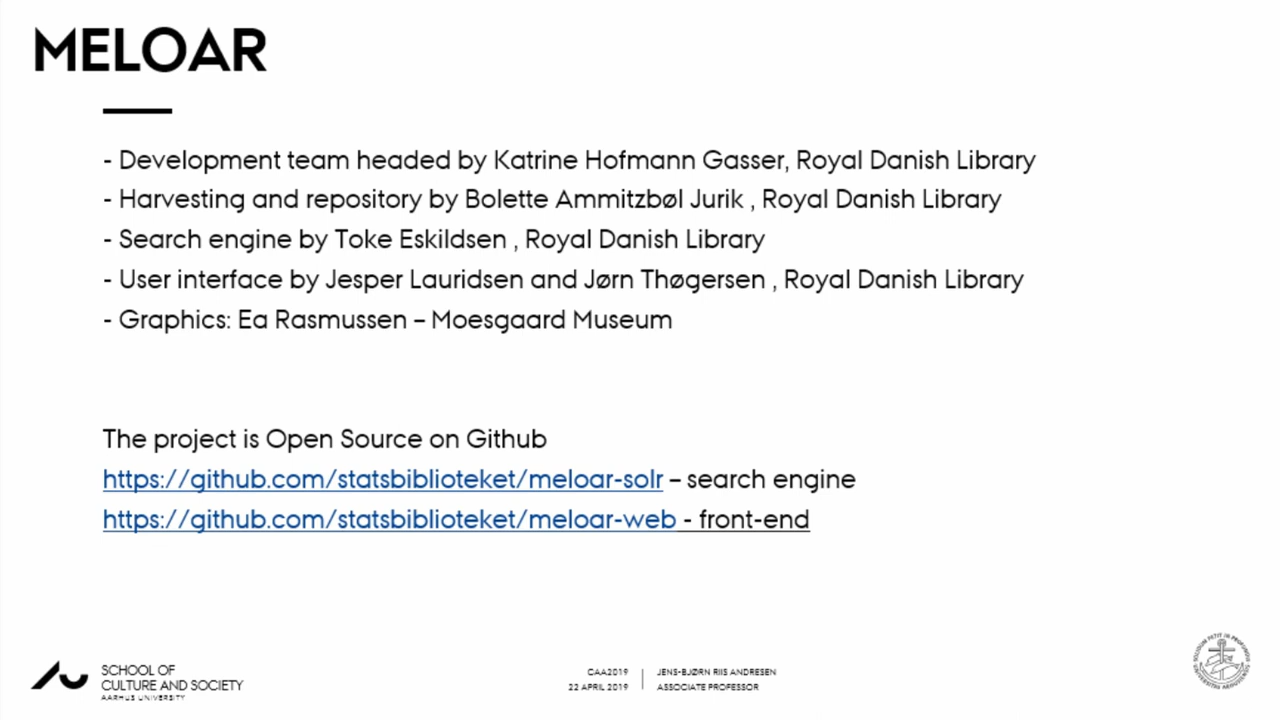 MELOAR
- Development team headed by Katrine Hofmann Gasser, Royal Danish Library
- Harvesting and repository by Bolette Ammitzbøl Jurik , Royal Danish Library
- Search engine by Toke Eskildsen , Royal Danish Library
- User interface by Jesper Lauridsen and Jørn Thøgersen , Royal Danish Library
- Graphics: Ea Rasmussen – Moesgaard Museum
The project is Open Source on Github
https://github.com/statsbiblioteket/meloar-solr – search engine
https://github.com/statsbiblioteket/meloar-web - front-end
SCHOOL OF
CULTURE AND SOCIETY
AARHUS UNIVERSITY
CAA2019
22 APRIL 2019
JENS-BJØRN RIIS ANDRESEN
ASSOCIATE PROFESSOR